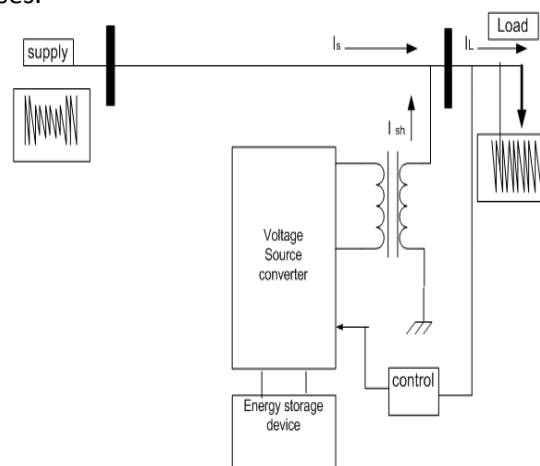 Load
supply
Is
IL
I sh
Voltage
Source
converter
control
Energy storage
device